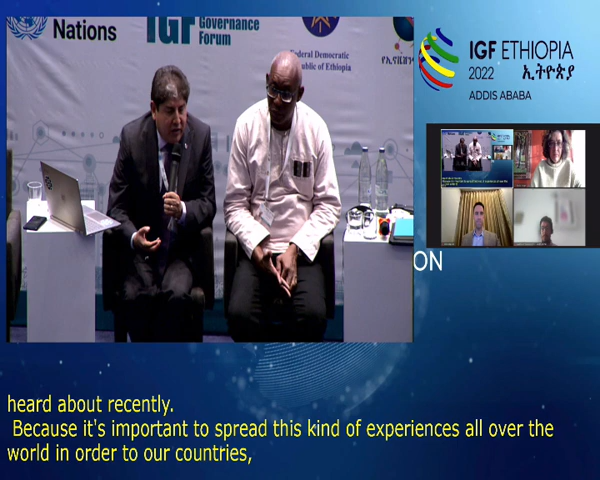 Nations
IGF
Governance
Forum
Federal Democratic
Republic of Ethiopia
IGF ETHIOPIA
2022 ኢትዮጵያ
ADDIS ABABA
ON
heard about recently.
Because it's important to spread this kind of experiences all over the
world in order to our countries,